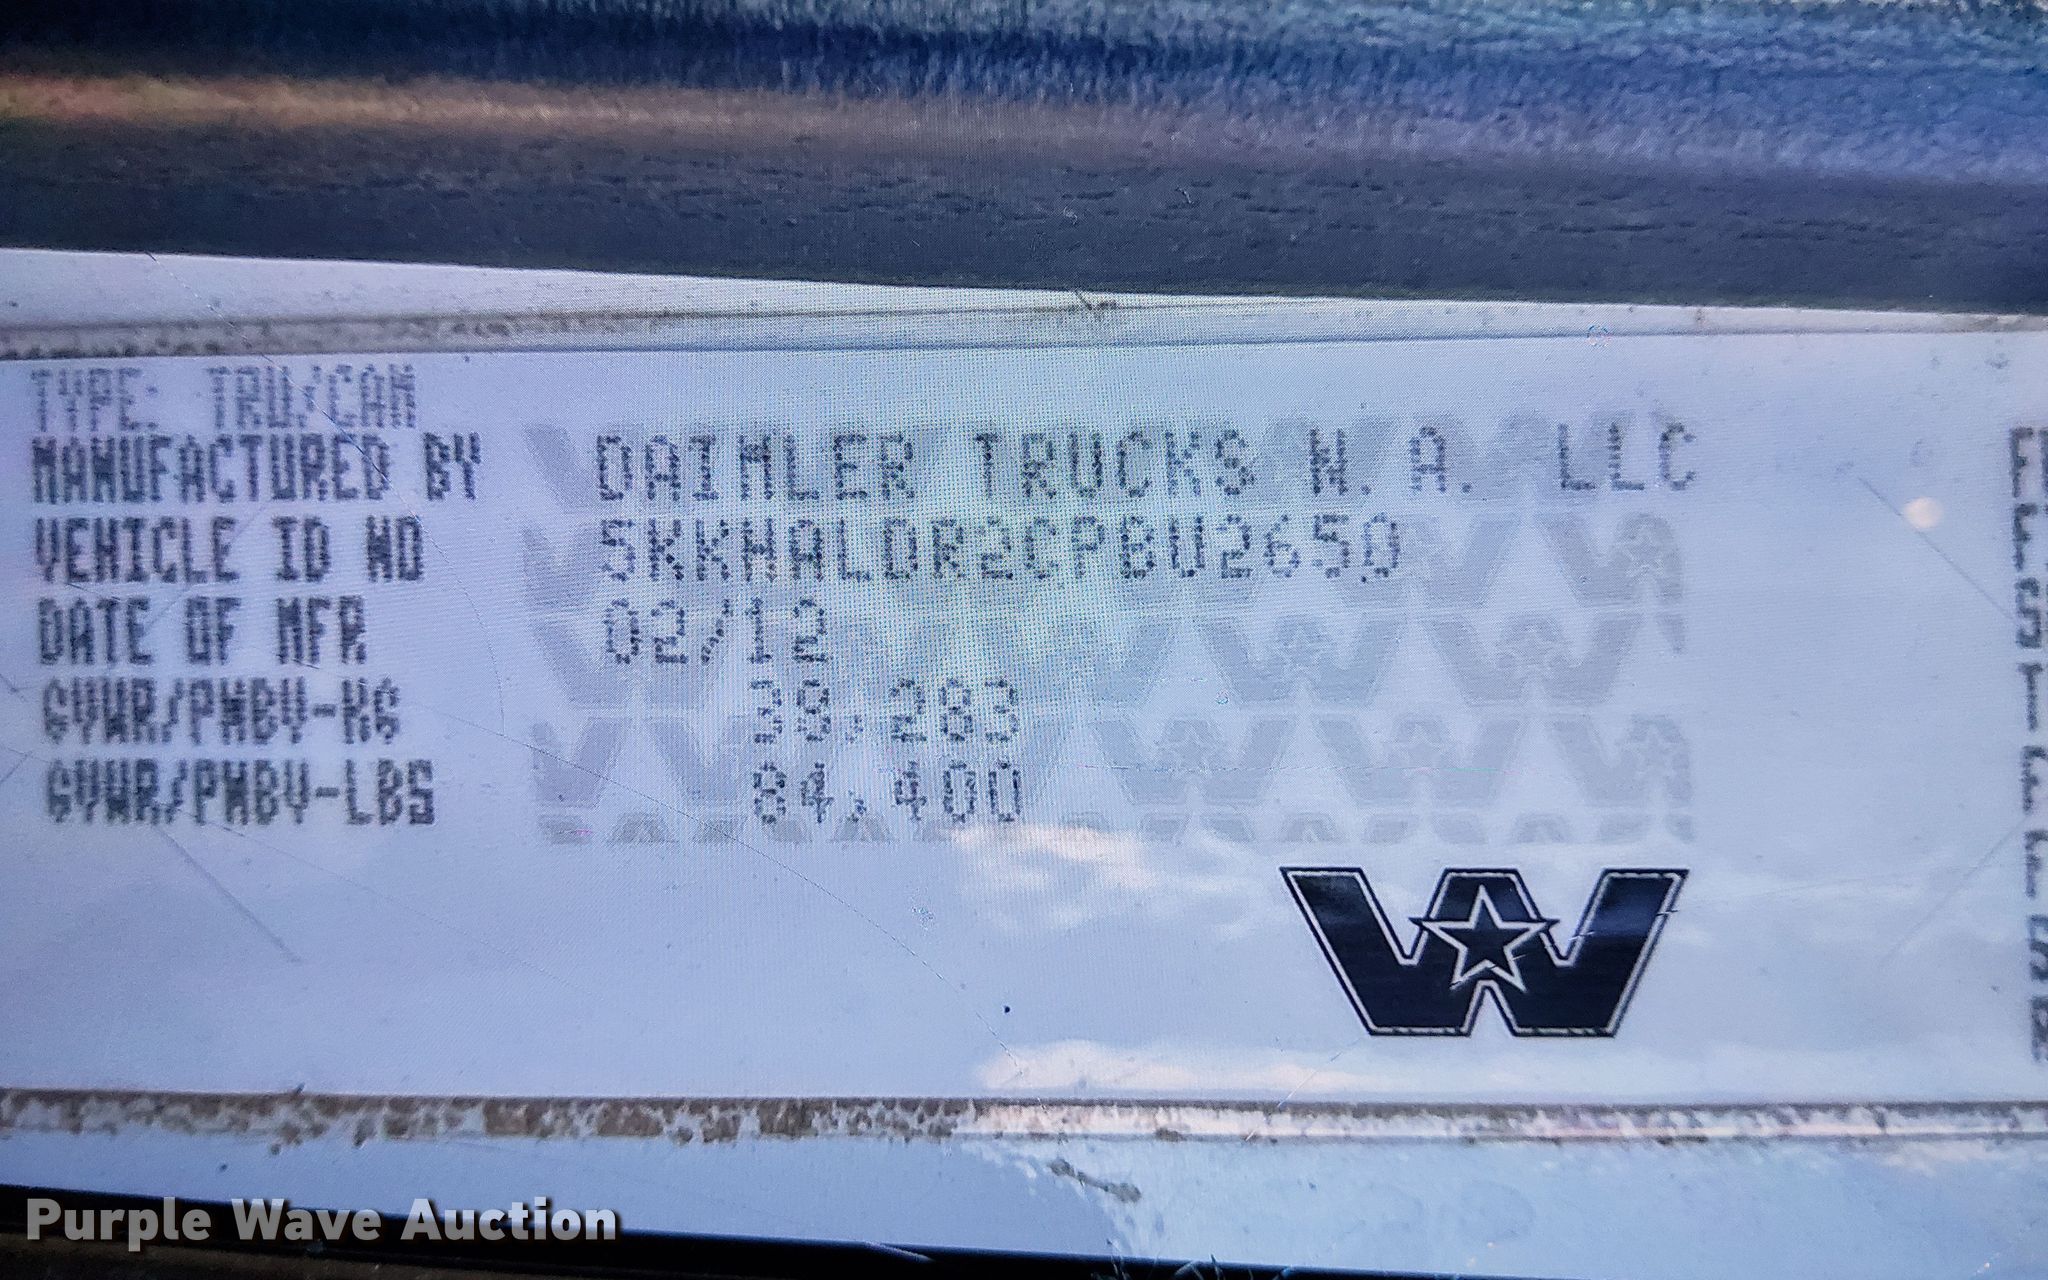 TYPE: TRU/CAM
MANUFACTURED BY DAIMLER TRUCKS N.A. LLC
VEHICLE ID NO 5KKHALDR2CPBU2650
DATE OF MFR 02/12
GVWR/PNBV-KG 38,283
GVWR/PNBV-LBS 84,400
Purple Wave Auction